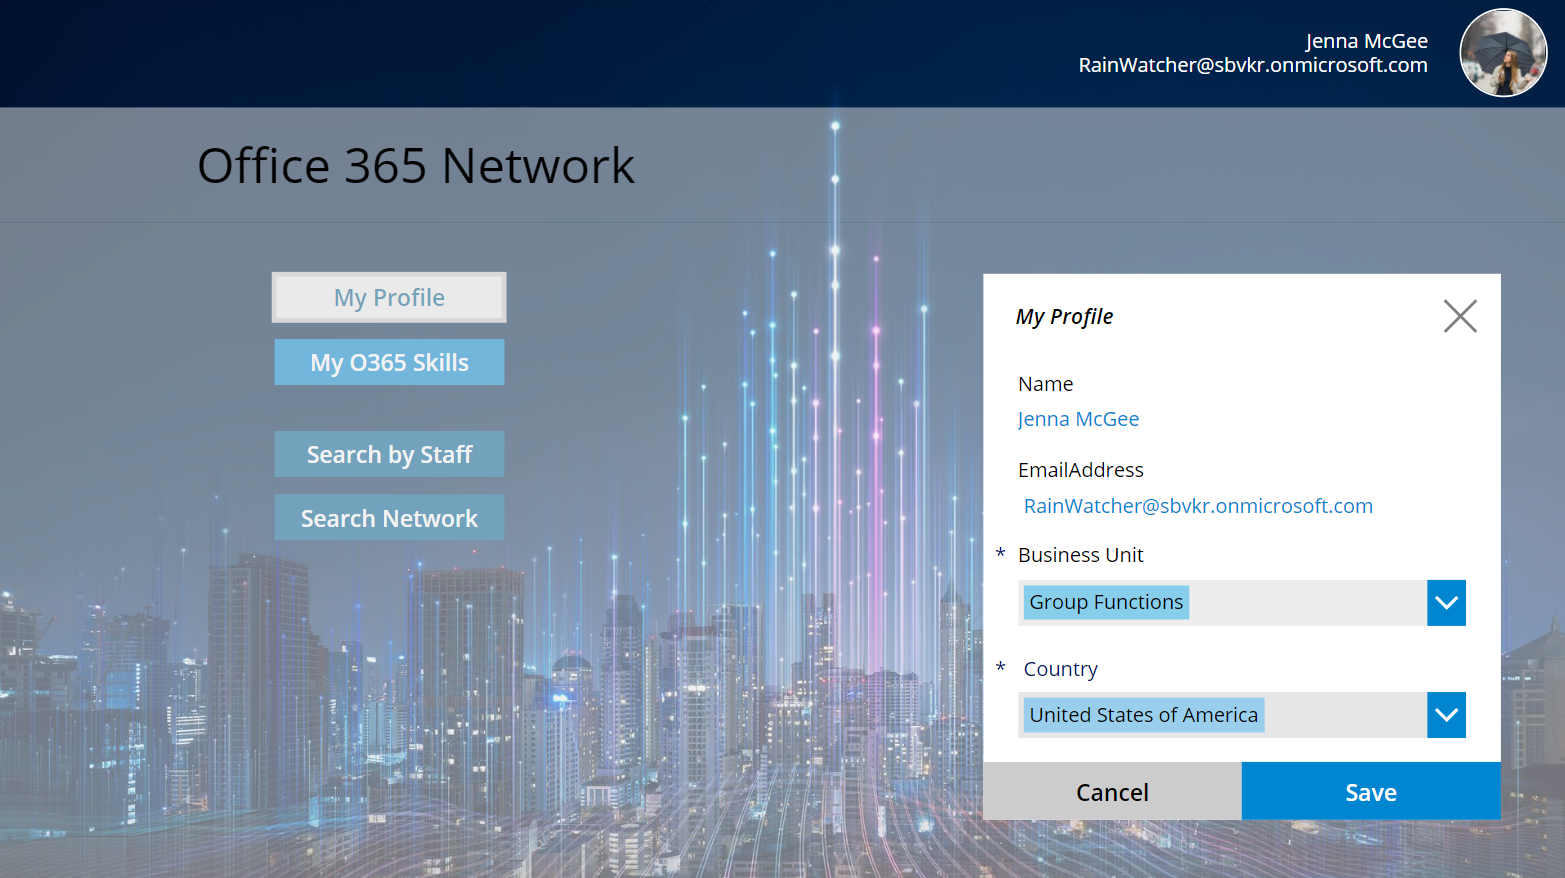 Jenna McGee
RainWatcher@sbvkr.onmicrosoft.com
Office 365 Network
My Profile
My O365 Skills
Search by Staff
Search Network
My Profile
Name
Jenna McGee
EmailAddress
RainWatcher@sbvkr.onmicrosoft.com
* Business Unit
Group Functions
* Country
United States of America
Cancel
Save